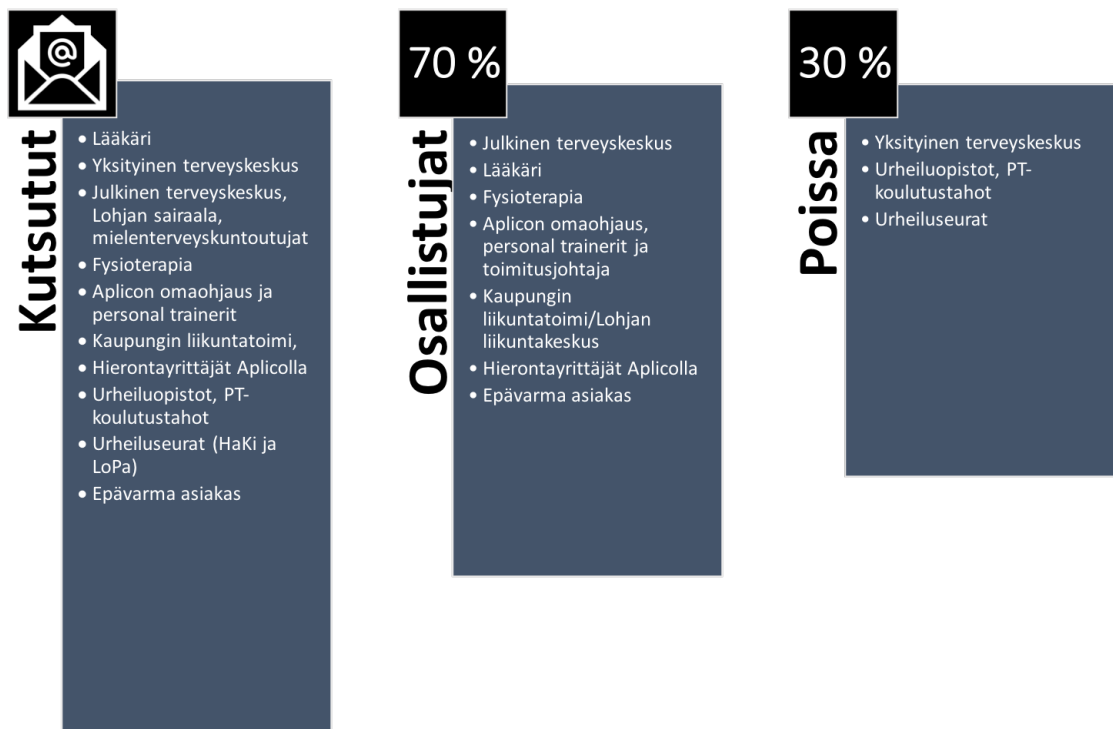 @
Kutsutut
• Lääkäri
• Yksityinen terveyskeskus
• Julkinen terveyskeskus,
Lohjan sairaala,
mielenterveyskuntoutujat
• Fysioterapia
• Aplicon omaohjaus ja
personal trainerit
• Kaupungin liikuntatoimi,
• Hierontayrittäjät Aplicolla
• Urheiluopistot, PT-
koulutustahot
• Urheiluseurat (HaKi ja
LoPa)
• Epävarma asiakas
70 %
Osallistujat
• Julkinen terveyskeskus
• Lääkäri
• Fysioterapia
• Aplicon omaohjaus,
personal trainerit ja
toimitusjohtaja
• Kaupungin
liikuntatoimi/Lohjan
liikuntakeskus
• Hierontayrittäjät Aplicolla
• Epävarma asiakas
30 %
Poissa
• Yksityinen terveyskeskus
• Urheiluopistot, PT-
koulutustahot
• Urheiluseurat